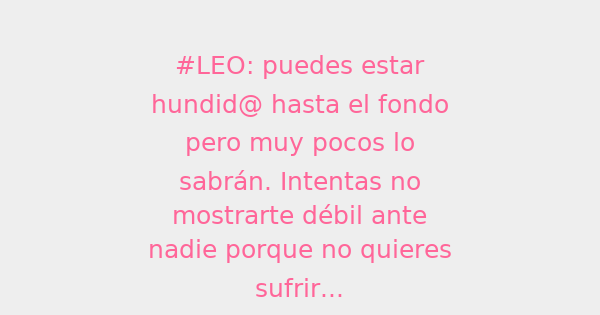 #LEO: puedes estar
hundid@ hasta el fondo
pero muy pocos lo
sabrán. Intentas no
mostrarte débil ante
nadie porque no quieres
sufrir...